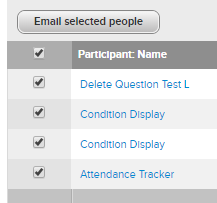 Email selected people
Participant: Name
Delete Question Test L
Condition Display
Condition Display
Attendance Tracker